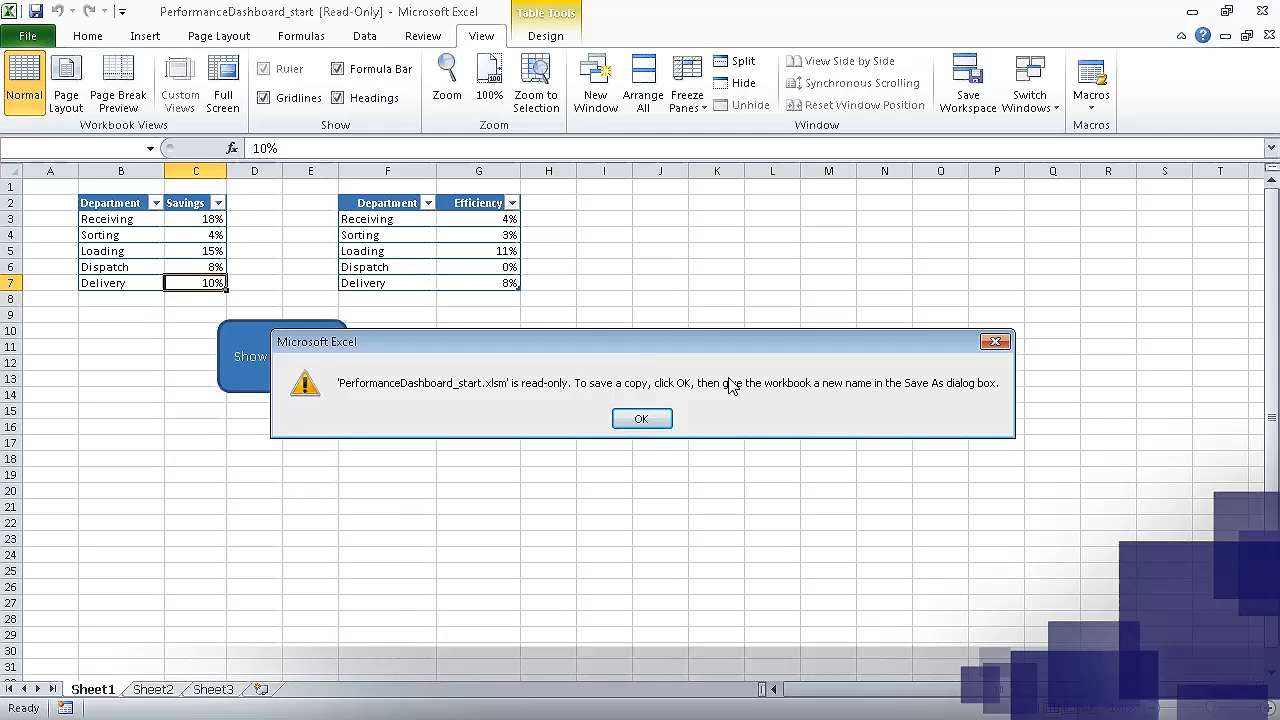 PerformanceDashboard_start [Read-Only] - Microsoft Excel
Table Tools
File Home Insert Page Layout Formulas Data Review View Design
Normal Page Layout Page Break Preview Custom Views Full Screen
Workbook Views
Ruler Formula Bar
Gridlines Headings
Show
Zoom 100% Zoom to Selection
Zoom
New Window Arrange All Freeze Panes
Split
Hide
Unhide
View Side by Side
Synchronous Scrolling
Reset Window Position
Save Workspace Switch Windows
Window
Macros
Macros
fx 10%
A B C D E F G H I J K L M N O P Q R S T
1
2 Department Savings Department Efficiency
3 Receiving 18% Receiving 4%
4 Sorting 4% Sorting 3%
5 Loading 15% Loading 11%
6 Dispatch 8% Dispatch 0%
7 Delivery 10% Delivery 8%
8
9
10
11
Show
12
13
14
15
16
17
18
19
20
21
22
23
24
25
26
27
28
29
30
31
Microsoft Excel
'PerformanceDashboard_start.xlsm' is read-only. To save a copy, click OK, then give the workbook a new name in the Save As dialog box.
OK
Sheet1 Sheet2 Sheet3
Ready